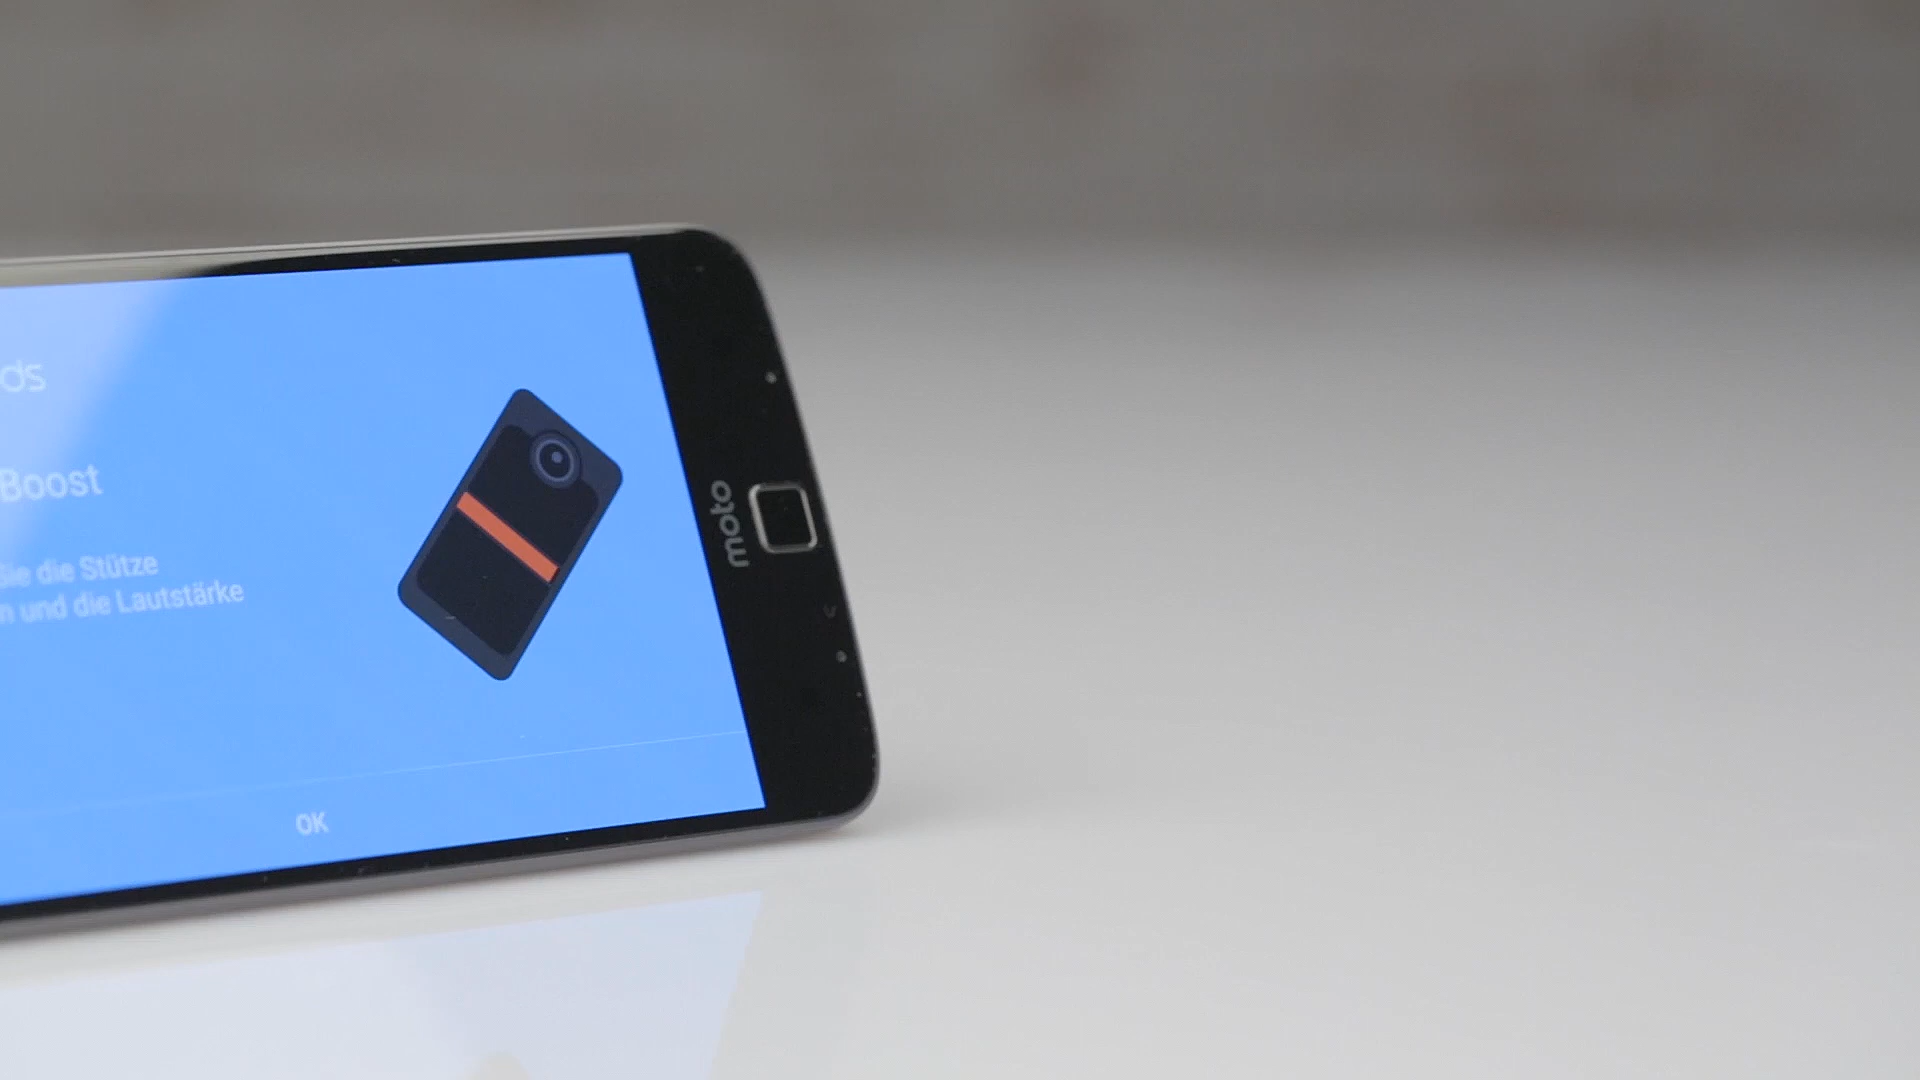 ds
Boost
Sie die Stütze
n und die Lautstärke
OK
moto